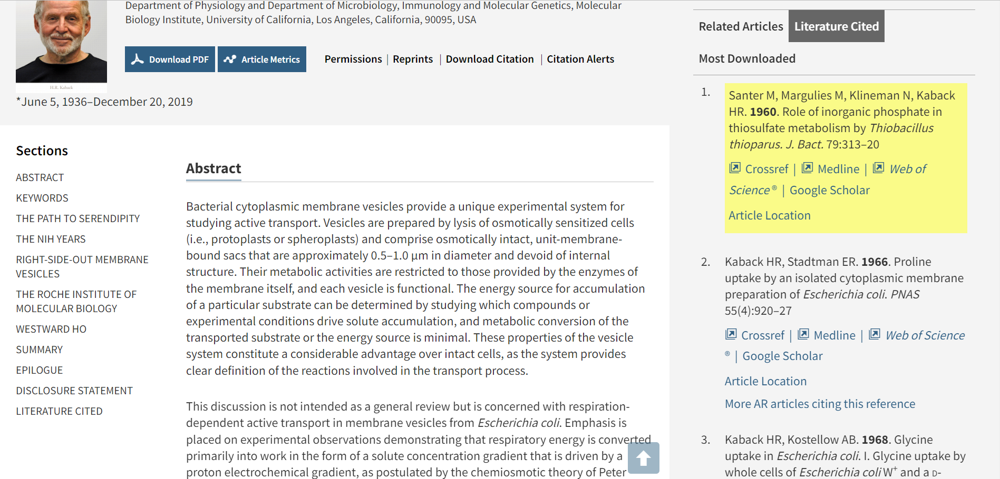 Department of Physiology and Department of Microbiology, Immunology and Molecular Genetics, Molecular
Biology Institute, University of California, Los Angeles, California, 90095, USA
Download PDF
Article Metrics
Permissions | Reprints | Download Citation | Citation Alerts
H.R. Kaback
*June 5, 1936–December 20, 2019
Sections
ABSTRACT
KEYWORDS
THE PATH TO SERENDIPITY
THE NIH YEARS
RIGHT-SIDE-OUT MEMBRANE
VESICLES
THE ROCHE INSTITUTE OF
MOLECULAR BIOLOGY
WESTWARD HO
SUMMARY
EPILOGUE
DISCLOSURE STATEMENT
LITERATURE CITED
Abstract
Bacterial cytoplasmic membrane vesicles provide a unique experimental system for
studying active transport. Vesicles are prepared by lysis of osmotically sensitized cells
(i.e., protoplasts or spheroplasts) and comprise osmotically intact, unit-membrane-
bound sacs that are approximately 0.5–1.0 μm in diameter and devoid of internal
structure. Their metabolic activities are restricted to those provided by the enzymes of
the membrane itself, and each vesicle is functional. The energy source for accumulation
of a particular substrate can be determined by studying which compounds or
experimental conditions drive solute accumulation, and metabolic conversion of the
transported substrate or the energy source is minimal. These properties of the vesicle
system constitute a considerable advantage over intact cells, as the system provides
clear definition of the reactions involved in the transport process.
This discussion is not intended as a general review but is concerned with respiration-
dependent active transport in membrane vesicles from Escherichia coli. Emphasis is
placed on experimental observations demonstrating that respiratory energy is converted
primarily into work in the form of a solute concentration gradient that is driven by a
proton electrochemical gradient, as postulated by the chemiosmotic theory of Peter
Related Articles
Literature Cited
Most Downloaded
1. Santer M, Margulies M, Klineman N, Kaback
HR. 1960. Role of inorganic phosphate in
thiosulfate metabolism by Thiobacillus
thioparus. J. Bact. 79:313–20
Crossref | Medline | Web of
Science ® | Google Scholar
Article Location
2. Kaback HR, Stadtman ER. 1966. Proline
uptake by an isolated cytoplasmic membrane
preparation of Escherichia coli. PNAS
55(4):920–27
Crossref | Medline | Web of Science
® | Google Scholar
Article Location
More AR articles citing this reference
3. Kaback HR, Kostellow AB. 1968. Glycine
uptake in Escherichia coli. I. Glycine uptake by
whole cells of Escherichia coli W+ and a D-